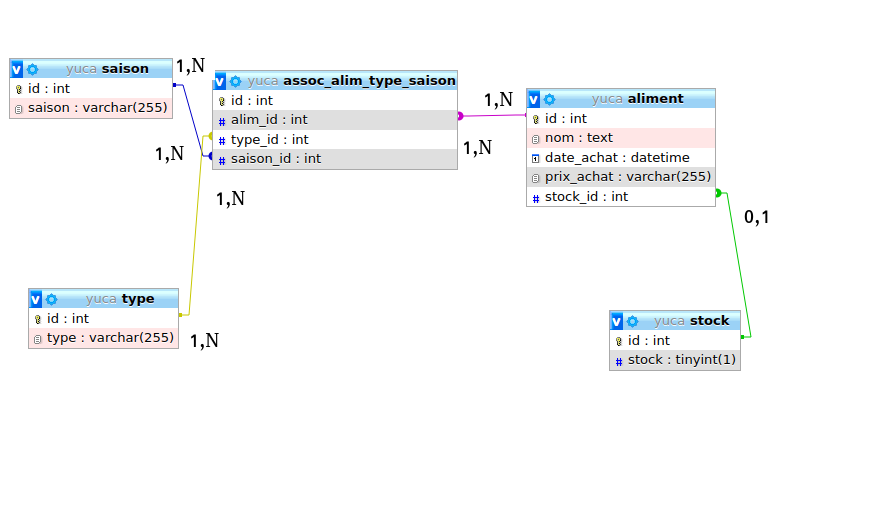 yuca saison
id : int
saison : varchar(255)
1,N
1,N
yuca assoc_alim_type_saison
id : int
alim_id : int
type_id : int
saison_id : int
1,N
1,N
1,N
yuca aliment
id : int
nom : text
date_achat : datetime
prix_achat : varchar(255)
stock_id : int
0,1
yuca type
id : int
type : varchar(255)
1,N
yuca stock
id : int
stock : tinyint(1)